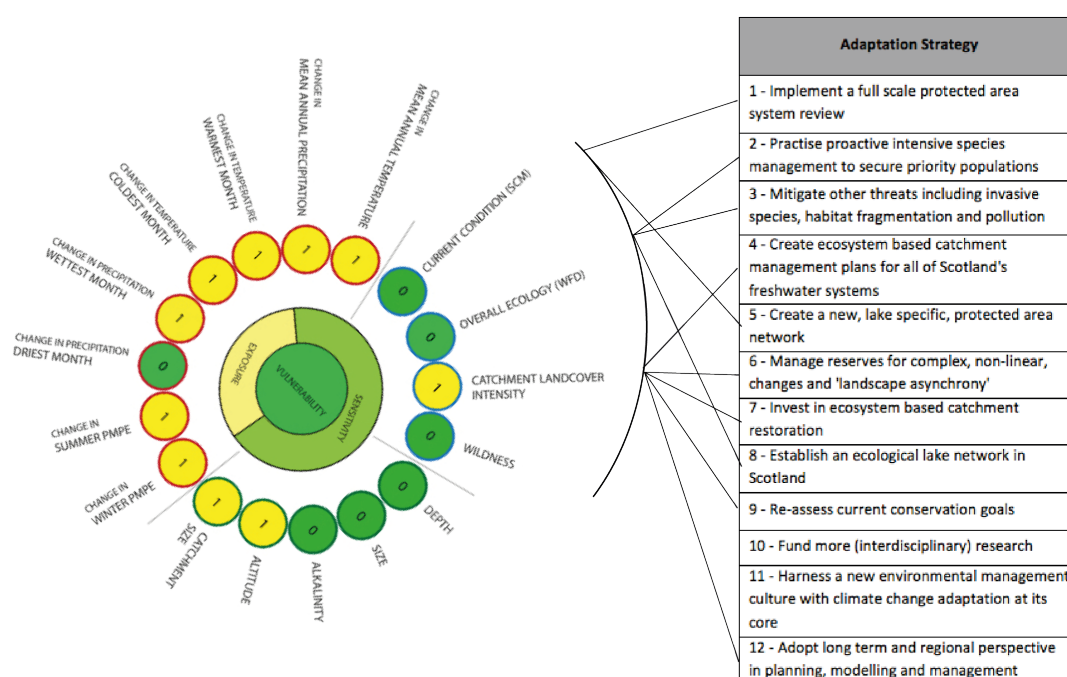 CHANGE IN
MEAN ANNUAL TEMPERATURE
CHANGE IN
MEAN ANNUAL PRECIPITATION
CHANGE IN TEMPERATURE
WARMEST MONTH
CHANGE IN TEMPERATURE
COLDEST MONTH
CHANGE IN PRECIPITATION
WETTEST MONTH
CHANGE IN PRECIPITATION
DRIEST MONTH
CHANGE IN
SUMMER PMPE
CHANGE IN
WINTER PMPE
1
1
1
1
1
0
1
1
CURRENT CONDITION (SCM)
0
OVERALL ECOLOGY (WFD)
0
CATCHMENT LANDCOVER
INTENSITY
1
WILDNESS
0
DEPTH
0
SIZE
0
ALKALINITY
0
ALTITUDE
1
CATCHMENT
SIZE
1
EXPOSURE
VULNERABILITY
SENSITIVITY
Adaptation Strategy
1 - Implement a full scale protected area
system review
2 - Practise proactive intensive species
management to secure priority populations
3 - Mitigate other threats including invasive
species, habitat fragmentation and pollution
4 - Create ecosystem based catchment
management plans for all of Scotland's
freshwater systems
5 - Create a new, lake specific, protected area
network
6 - Manage reserves for complex, non-linear,
changes and 'landscape asynchrony'
7 - Invest in ecosystem based catchment
restoration
8 - Establish an ecological lake network in
Scotland
9 - Re-assess current conservation goals
10 - Fund more (interdisciplinary) research
11 - Harness a new environmental management
culture with climate change adaptation at its
core
12 - Adopt long term and regional perspective
in planning, modelling and management